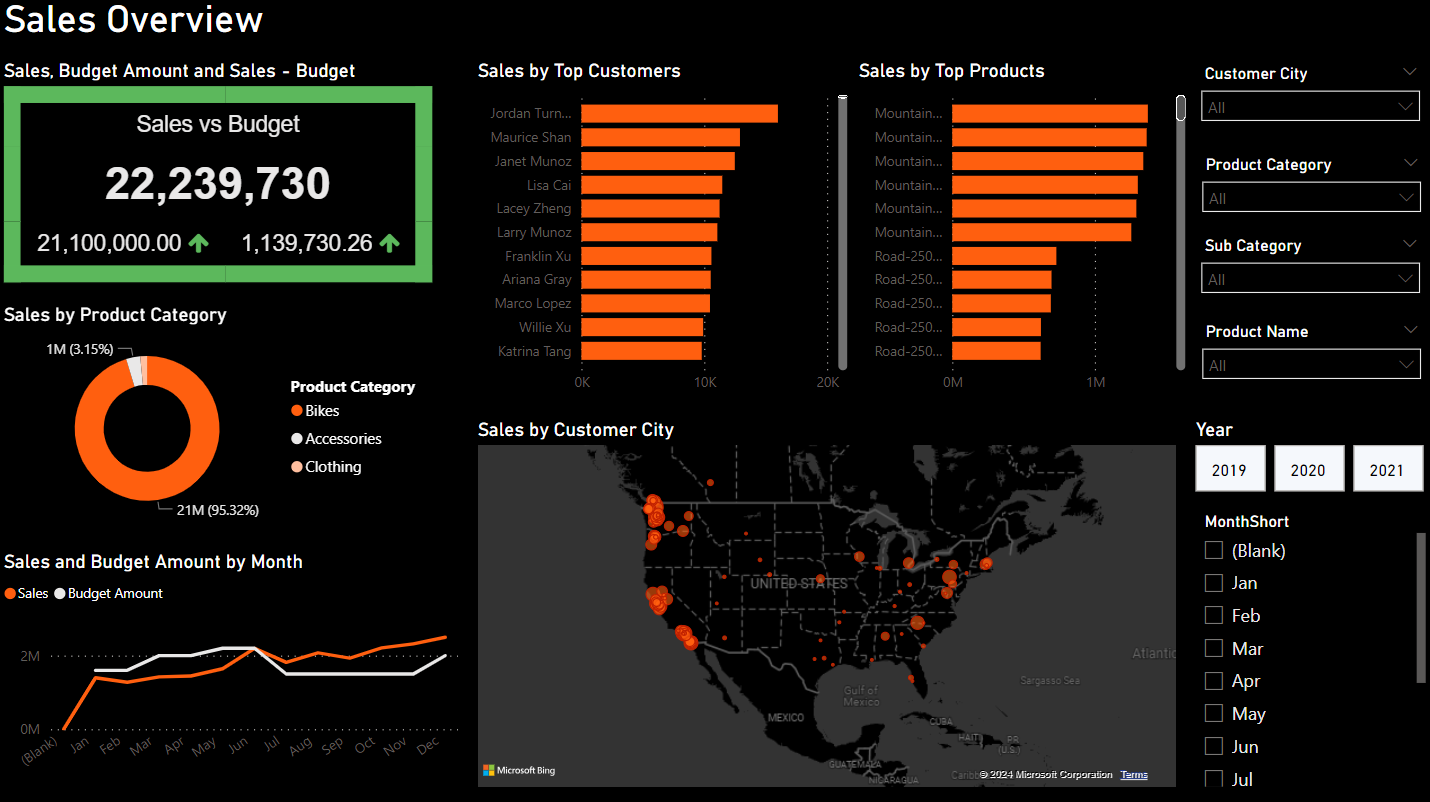 Sales Overview
Sales, Budget Amount and Sales - Budget
Sales vs Budget
22,239,730
21,100,000.00
1,139,730.26
Sales by Product Category
1M (3.15%)
21M (95.32%)
Product Category
Bikes
Accessories
Clothing
Sales and Budget Amount by Month
Sales
Budget Amount
2M
0M
(Blank)
Jan
Feb
Mar
Apr
May
Jun
Jul
Aug
Sep
Oct
Nov
Dec
Sales by Top Customers
Jordan Turn...
Maurice Shan
Janet Munoz
Lisa Cai
Lacey Zheng
Larry Munoz
Franklin Xu
Ariana Gray
Marco Lopez
Willie Xu
Katrina Tang
0K
10K
20K
Sales by Top Products
Mountain...
Mountain...
Mountain...
Mountain...
Mountain...
Mountain...
Road-250...
Road-250...
Road-250...
Road-250...
Road-250...
0M
1M
Sales by Customer City
UNITED STATES
Atlantic
Sargasso Sea
Gulf of
Mexico
MEXICO
CUBA
HAITI
PR
(U.S.)
GUATEMALA
NICARAGUA
Caribb
Microsoft Bing
© 2024 Microsoft Corporation
Terms
Customer City
All
Product Category
All
Sub Category
All
Product Name
All
Year
2019
2020
2021
MonthShort
(Blank)
Jan
Feb
Mar
Apr
May
Jun
Jul